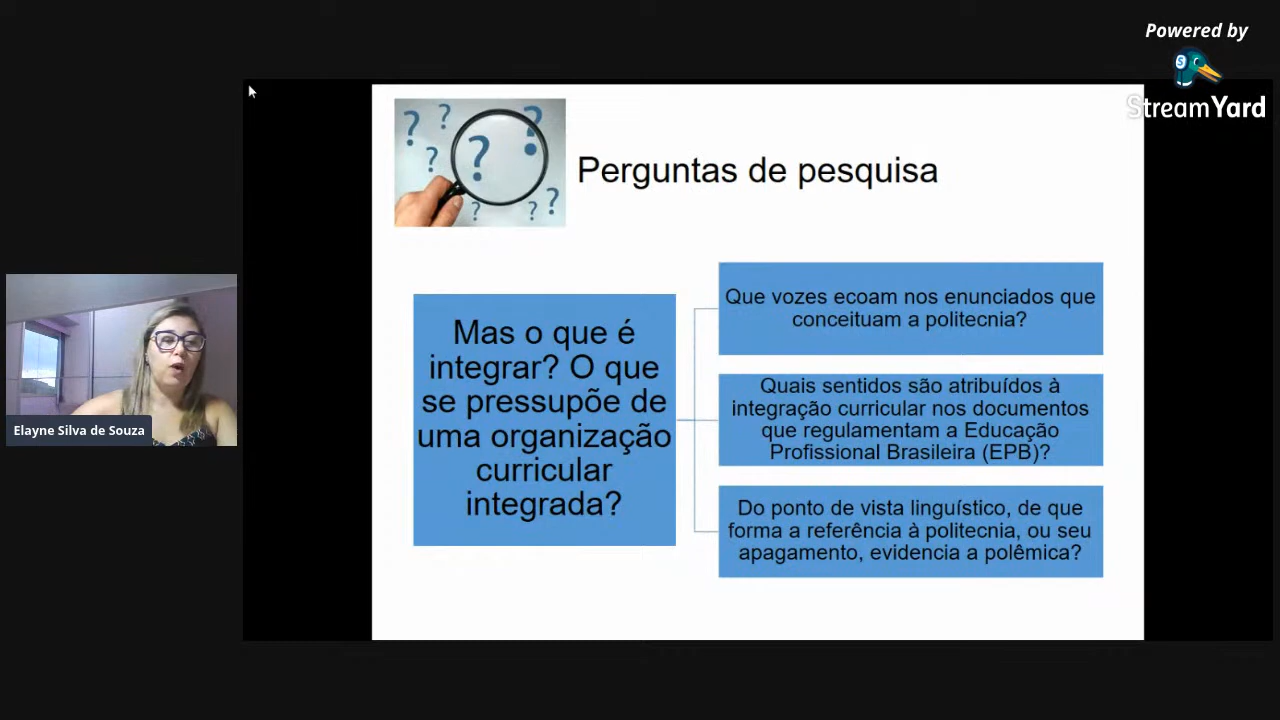 Powered by
StreamYard
Perguntas de pesquisa
Mas o que é
integrar? O que
se pressupõe de
uma organização
curricular
integrada?
Que vozes ecoam nos enunciados que
conceituam a politecnia?
Quais sentidos são atribuídos à
integração curricular nos documentos
que regulamentam a Educação
Profissional Brasileira (EPB)?
Do ponto de vista linguístico, de que
forma a referência à politecnia, ou seu
apagamento, evidencia a polêmica?
Elayne Silva de Souza